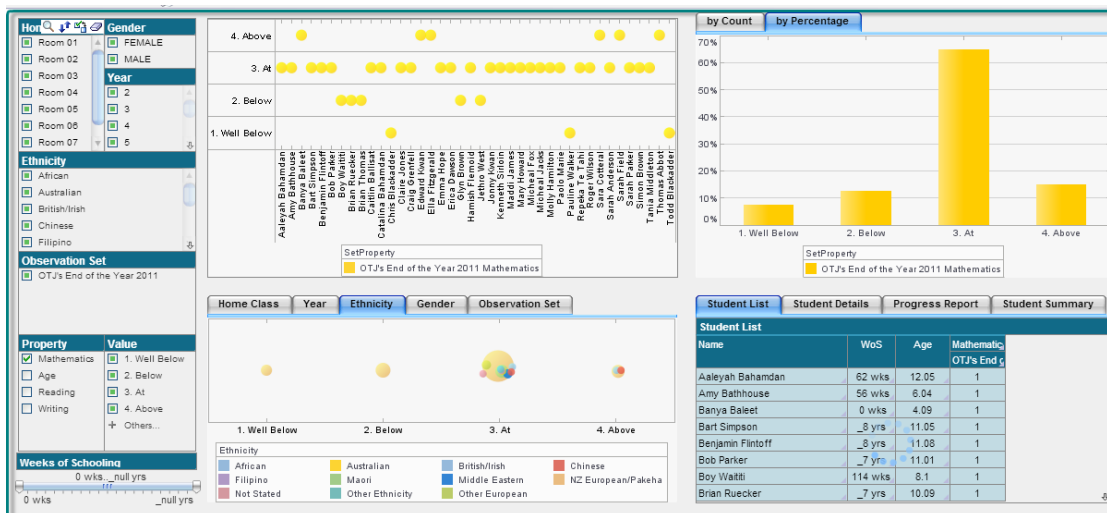 Hon
Room 01
Room 02
Room 03
Room 04
Room 05
Room 06
Room 07
Gender
FEMALE
MALE
Year
2
3
4
5
Ethnicity
African
Australian
British/Irish
Chinese
Filipino
Observation Set
OTJ's End of the Year 2011
Property
Mathematics
Age
Reading
Writing
Value
1. Well Below
2. Below
3. At
4. Above
Others...
Weeks of Schooling
0 wks.._null yrs
0 wks
_null yrs
4. Above
3. At
2. Below
1. Well Below
Aaleyah Bahamdan
Amy Bathhouse
Banya Baleet
Bart Simpson
Benjamin Flintoff
Bob Parker
Boy Waititi
Brian Ruecker
Brian Thomas
Caitlin Ballisat
Catalina Bahamdan
Chris Blackadder
Claire Jones
Craig Grenfell
Edward Kwan
Ella Fitzgerald
Emma Hope
Erica Dawson
Glyn Brown
Hamish Flemoid
Jethro West
Jonny Kwan
Kenneth Sirloin
Maddi James
Mary Howard
Micheal Fox
Micheal Jacks
Molly Hamilton
Paolo Marie
Pauline Walker
Repeka Te Tahi
Roger Wilson
Sara Cotteral
Sarah Anderson
Sarah Field
Sarah Parker
Simon Brown
Tania Middleton
Thomas Abbot
Todd Blackadder
SetProperty
OTJ's End of the Year 2011 Mathematics
by Count
by Percentage
70%
60%
50%
40%
30%
20%
10%
0%
1. Well Below
2. Below
3. At
4. Above
SetProperty
OTJ's End of the Year 2011 Mathematics
Home Class
Year
Ethnicity
Gender
Observation Set
1. Well Below
2. Below
3. At
4. Above
Ethnicity
African
Australian
British/Irish
Chinese
Filipino
Maori
Middle Eastern
NZ European/Pakeha
Not Stated
Other Ethnicity
Other European
Student List
Student Details
Progress Report
Student Summary
Student List
Name WoS Age Mathematic
OTJ's End
Aaleyah Bahamdan 62 wks 12.05 1
Amy Bathhouse 56 wks 6.04 1
Banya Baleet 0 wks 4.09 1
Bart Simpson _8 yrs 11.05 1
Benjamin Flintoff _8 yrs 11.08 1
Bob Parker _7 yrs 11.01 1
Boy Waititi 114 wks 8.1 1
Brian Ruecker _7 yrs 10.09 1